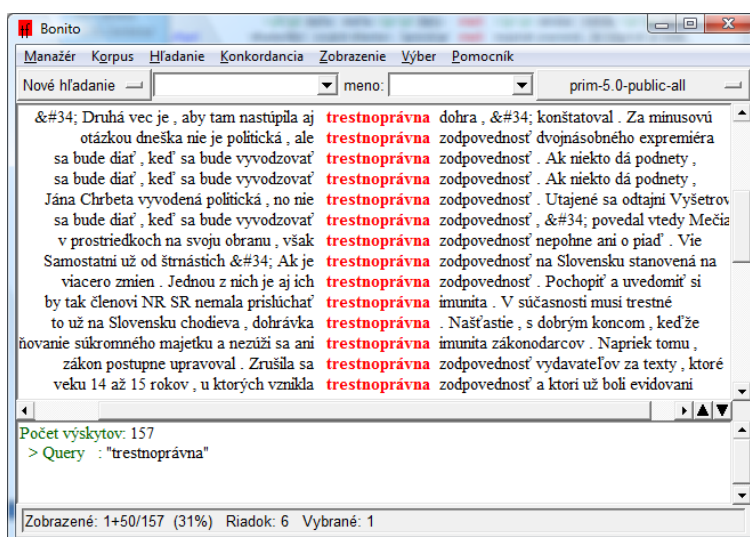 Bonito
Manažér Korpus Hľadanie Konkordancia Zobrazenie Výber Pomocník
Nové hľadanie meno: prim-5.0-public-all
&#34; Druhá vec je , aby tam nastúpila aj trestnoprávna dohra , &#34; konštatoval . Za minusovú
otázkou dneška nie je politická , ale trestnoprávna zodpovednosť dvojnásobného expremiéra
sa bude diať , keď sa bude vyvodzovať trestnoprávna zodpovednosť . Ak niekto dá podnety ,
sa bude diať , keď sa bude vyvodzovať trestnoprávna zodpovednosť . Ak niekto dá podnety ,
Jána Chrbeta vyvodená politická , no nie trestnoprávna zodpovednosť . Utajené sa odtajni Vyšetrov
sa bude diať , keď sa bude vyvodzovať trestnoprávna zodpovednosť , &#34; povedal vtedy Mečia
v prostriedkoch na svoju obranu , však trestnoprávna zodpovednosť nepohne ani o piaď . Vie
Samostatni už od štrnástich &#34; Ak je trestnoprávna zodpovednosť na Slovensku stanovená na
viacero zmien . Jednou z nich je aj ich trestnoprávna zodpovednosť . Pochopiť a uvedomiť si
by tak členovi NR SR nemala prislúchať trestnoprávna imunita . V súčasnosti musí trestné
to už na Slovensku chodieva , dohrávka trestnoprávna . Našťastie , s dobrým koncom , keďže
ňovanie súkromného majetku a nezúži sa ani trestnoprávna imunita zákonodarcov . Napriek tomu ,
zákon postupne upravoval . Zrušila sa trestnoprávna zodpovednosť vydavateľov za texty , ktoré
veku 14 až 15 rokov , u ktorých vznikla trestnoprávna zodpovednosť a ktorí už boli evidovaní
Počet výskytov: 157
> Query : "trestnoprávna"
Zobrazené: 1+50/157 (31%) Riadok: 6 Vybrané: 1